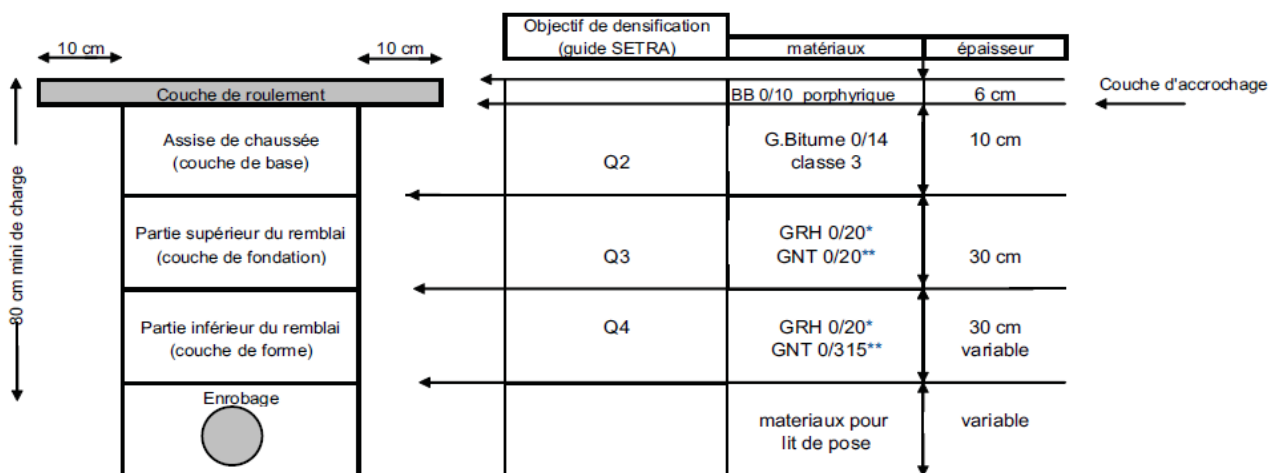 Objectif de densification
(guide SETRA)
matériaux
épaisseur
10 cm
10 cm
Couche de roulement
BB 0/10 porphyrique
6 cm
Couche d'accrochage
80 cm mini de charge
Assise de chaussée
(couche de base)
Q2
G.Bitume 0/14
classe 3
10 cm
Partie supérieur du remblai
(couche de fondation)
Q3
GRH 0/20*
GNT 0/20**
30 cm
Partie inférieur du remblai
(couche de forme)
Q4
GRH 0/20*
GNT 0/315**
30 cm
variable
Enrobage
materiaux pour
lit de pose
variable